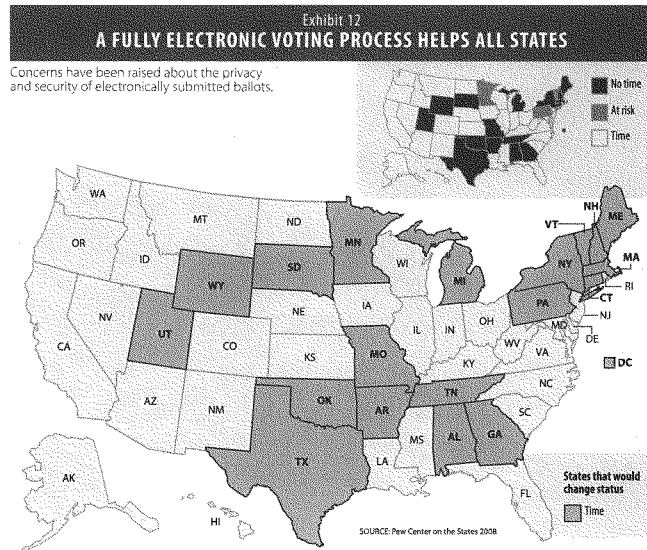 Exhibit 12
A FULLY ELECTRONIC VOTING PROCESS HELPS ALL STATES
Concerns have been raised about the privacy
and security of electronically submitted ballots.
No time
At risk
Time
WA
MT
ND
MN
OR
ID
WY
SD
WI
MI
NY
VT
NH
ME
MA
RI
CT
PA
NJ
MD
DE
DC
NV
UT
CO
NE
IA
IL
IN
OH
WV
VA
CA
KS
MO
KY
NC
AZ
NM
OK
AR
TN
SC
TX
LA
MS
AL
GA
FL
AK
HI
States that would
change status
Time
SOURCE: Pew Center on the States 2008